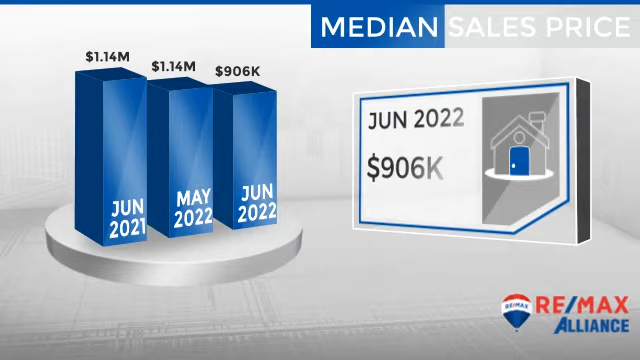 MEDIAN SALES PRICE
$1.14M
$1.14M
$906K
JUN
2021
MAY
2022
JUN
2022
JUN 2022
$906K
RE/MAX
RE/MAX
ALLIANCE